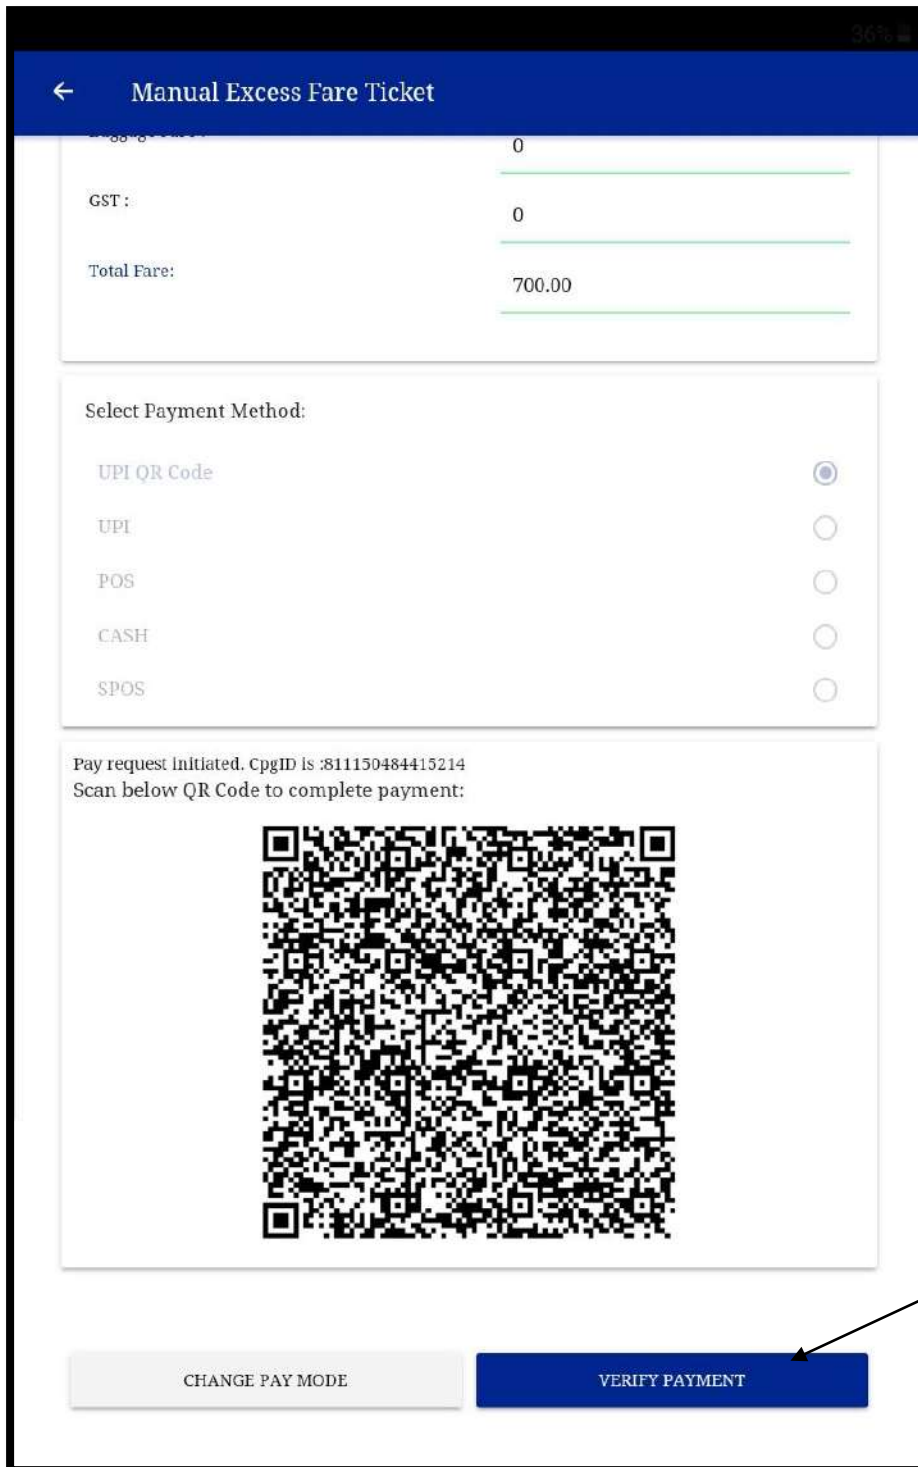 36%
Manual Excess Fare Ticket
0
GST :
0
Total Fare:
700.00
Select Payment Method:
UPI QR Code
UPI
POS
CASH
SPOS
Pay request initiated. CpgID is :811150484415214
Scan below QR Code to complete payment:
CHANGE PAY MODE
VERIFY PAYMENT